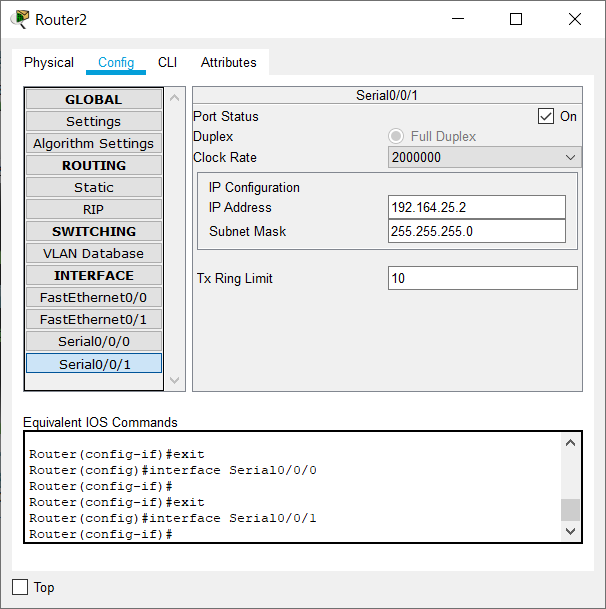 Router2
Physical Config CLI Attributes
GLOBAL
Settings
Algorithm Settings
ROUTING
Static
RIP
SWITCHING
VLAN Database
INTERFACE
FastEthernet0/0
FastEthernet0/1
Serial0/0/0
Serial0/0/1
Serial0/0/1
Port Status On
Duplex Full Duplex
Clock Rate 2000000
IP Configuration
IP Address 192.164.25.2
Subnet Mask 255.255.255.0
Tx Ring Limit 10
Equivalent IOS Commands
Router(config-if)#exit
Router(config)#interface Serial0/0/0
Router(config-if)#
Router(config-if)#exit
Router(config)#interface Serial0/0/1
Router(config-if)#
Top